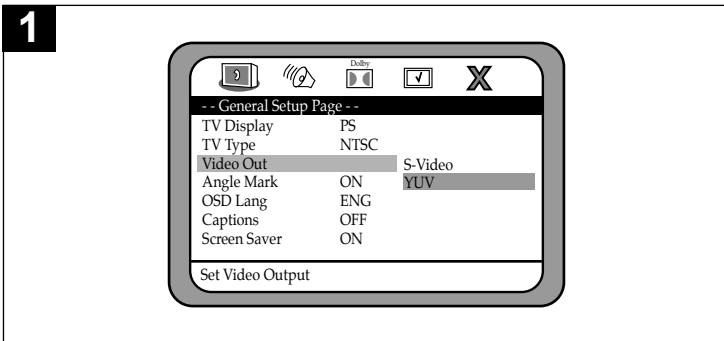 1
Dolby
- - General Setup Page - -
TV Display PS
TV Type NTSC
Video Out S-Video
Angle Mark ON YUV
OSD Lang ENG
Captions OFF
Screen Saver ON
Set Video Output